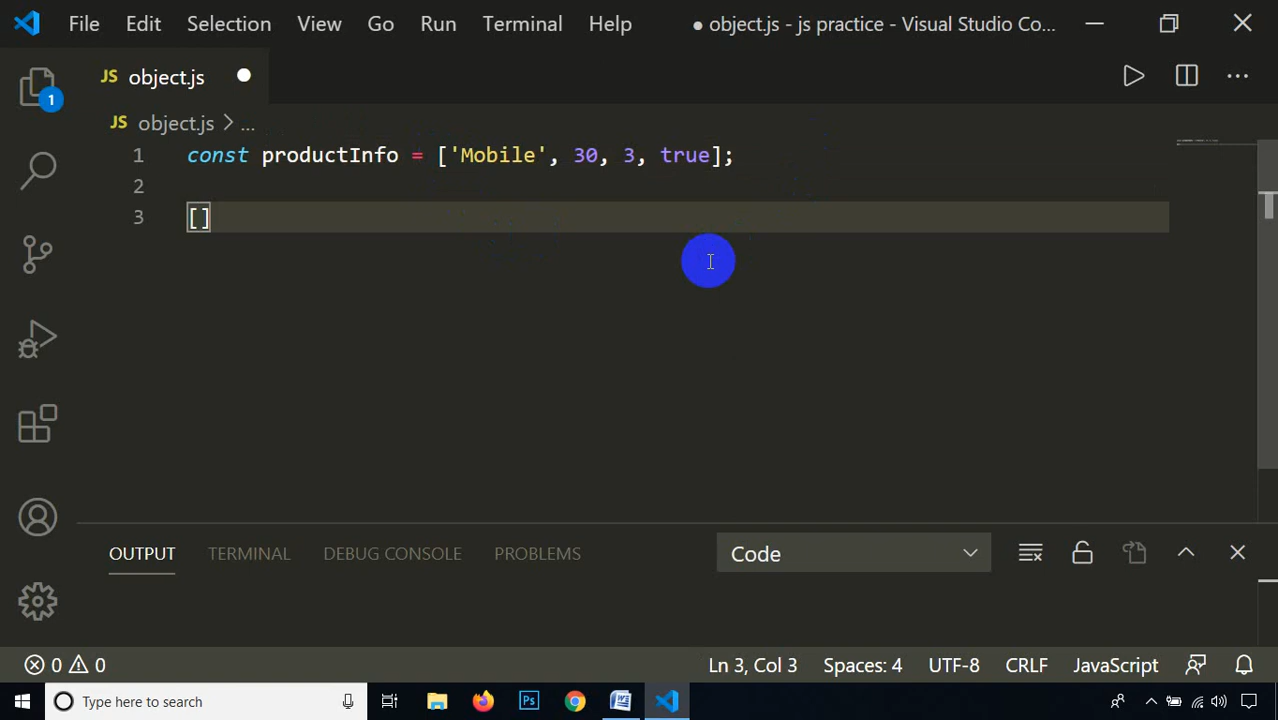 File Edit Selection View Go Run Terminal Help ● object.js - js practice - Visual Studio Co...
JS object.js ●
JS object.js > ...
1 const productInfo = ['Mobile', 30, 3, true];
2
3 []
1
OUTPUT TERMINAL DEBUG CONSOLE PROBLEMS Code
0 0 Ln 3, Col 3 Spaces: 4 UTF-8 CRLF JavaScript
Type here to search Ps W